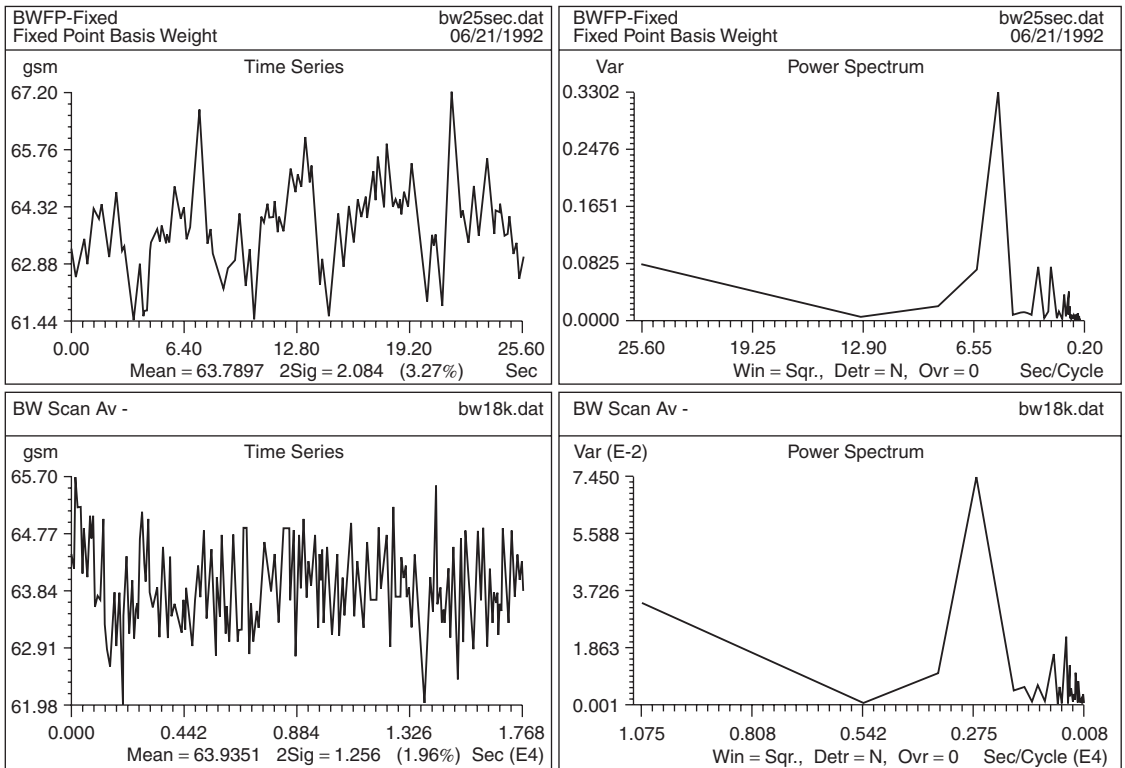 BWFP-Fixed bw25sec.dat
Fixed Point Basis Weight 06/21/1992
gsm Time Series
67.20
65.76
64.32
62.88
61.44
0.00 6.40 12.80 19.20 25.60
Mean = 63.7897 2Sig = 2.084 (3.27%) Sec
BWFP-Fixed bw25sec.dat
Fixed Point Basis Weight 06/21/1992
Var Power Spectrum
0.3302
0.2476
0.1651
0.0825
0.0000
25.60 19.25 12.90 6.55 0.20
Win = Sqr., Detr = N, Ovr = 0 Sec/Cycle
BW Scan Av - bw18k.dat
gsm Time Series
65.70
64.77
63.84
62.91
61.98
0.000 0.442 0.884 1.326 1.768
Mean = 63.9351 2Sig = 1.256 (1.96%) Sec (E4)
BW Scan Av - bw18k.dat
Var (E-2) Power Spectrum
7.450
5.588
3.726
1.863
0.001
1.075 0.808 0.542 0.275 0.008
Win = Sqr., Detr = N, Ovr = 0 Sec/Cycle (E4)